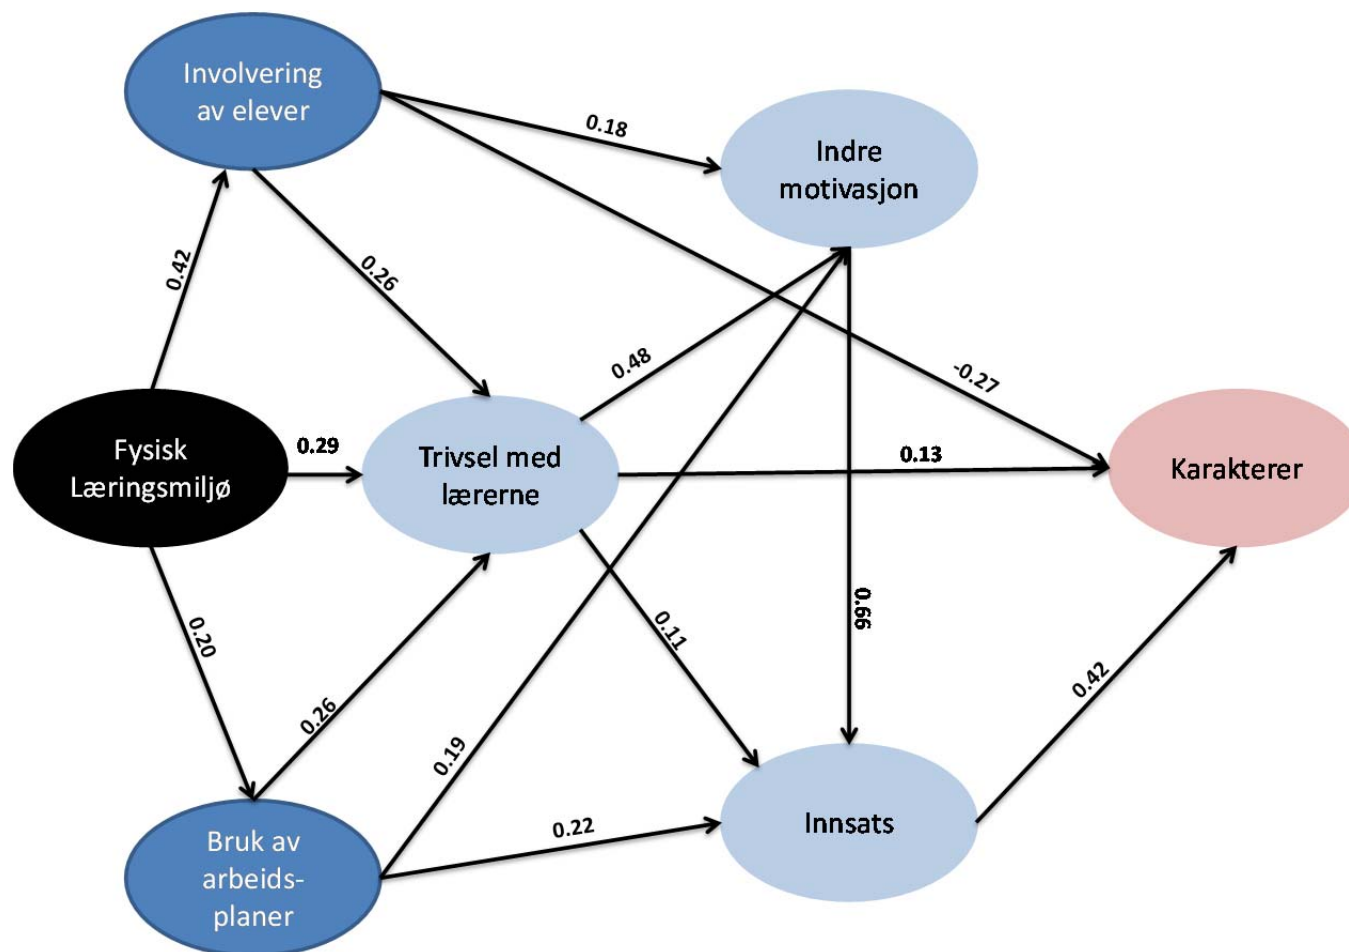 Involvering
av elever
0.18
Indre
motivasjon
0.42
0.26
0.48
-0.27
Fysisk
Læringsmiljø
0.29
Trivsel med
lærerne
0.13
Karakterer
0.20
0.26
0.19
0.11
0.66
0.42
Bruk av
arbeids-
planer
0.22
Innsats